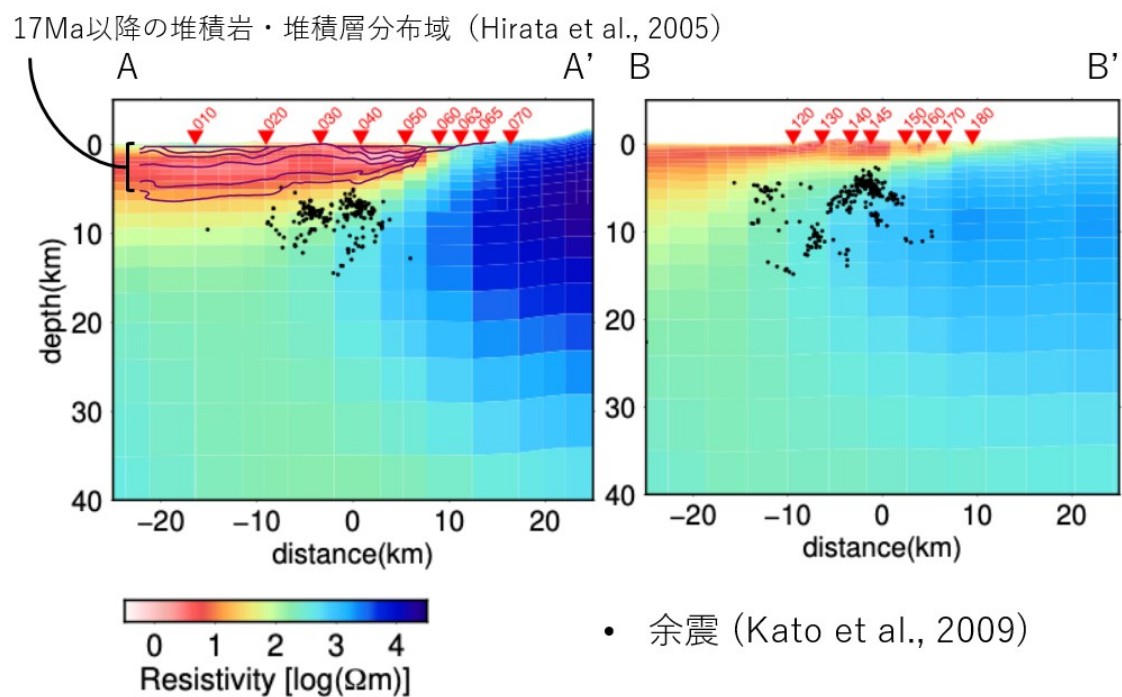 17Ma以降の堆積岩・堆積層分布域（Hirata et al., 2005）
A A’ B B’
010 020 030 040 050 060 063 065 070
120 130 140 145 150 160 170 180
0
10
20
30
40
depth(km)
−20 −10 0 10 20
distance(km)
0
10
20
30
40
−20 −10 0 10 20
distance(km)
0 1 2 3 4
Resistivity [log(Ωm)]
• 余震 (Kato et al., 2009)